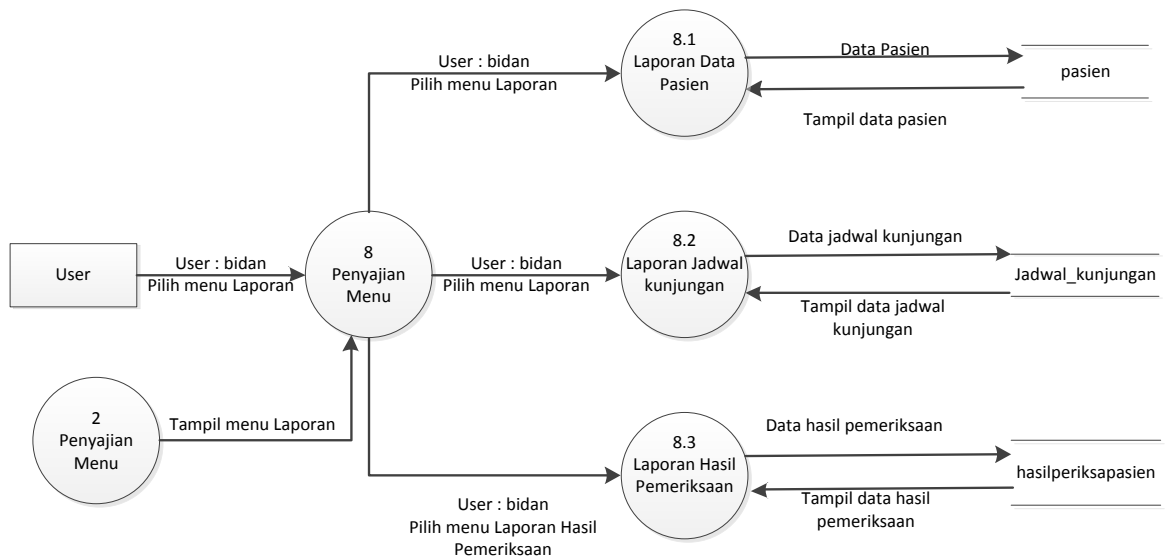 8.1
Laporan Data
Pasien
User : bidan
Pilih menu Laporan
Data Pasien
Tampil data pasien
pasien
User
User : bidan
Pilih menu Laporan
8
Penyajian
Menu
User : bidan
Pilih menu Laporan
8.2
Laporan Jadwal
kunjungan
Data jadwal kunjungan
Tampil data jadwal
kunjungan
Jadwal_kunjungan
2
Penyajian
Menu
Tampil menu Laporan
User : bidan
Pilih menu Laporan Hasil
Pemeriksaan
8.3
Laporan Hasil
Pemeriksaan
Data hasil pemeriksaan
Tampil data hasil
pemeriksaan
hasilperiksapasien